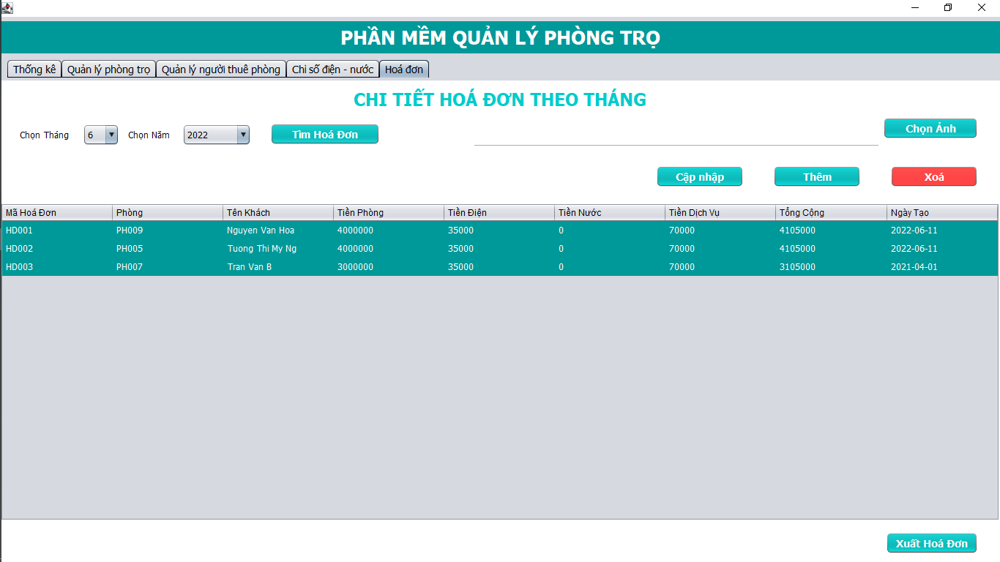 PHẦN MỀM QUẢN LÝ PHÒNG TRỌ
Thống kê Quản lý phòng trọ Quản lý người thuê phòng Chỉ số điện - nước Hoá đơn
CHI TIẾT HOÁ ĐƠN THEO THÁNG
Chọn Tháng 6 Chọn Năm 2022 Tìm Hoá Đơn Chọn Ảnh
Cập nhập Thêm Xoá
Mã Hoá Đơn Phòng Tên Khách Tiền Phòng Tiền Điện Tiền Nước Tiền Dịch Vụ Tổng Cộng Ngày Tạo
HD001 PH009 Nguyen Van Hoa 4000000 35000 0 70000 4105000 2022-06-11
HD002 PH005 Tuong Thi My Ng 4000000 35000 0 70000 4105000 2022-06-11
HD003 PH007 Tran Van B 3000000 35000 0 70000 3105000 2021-04-01
Xuất Hoá Đơn